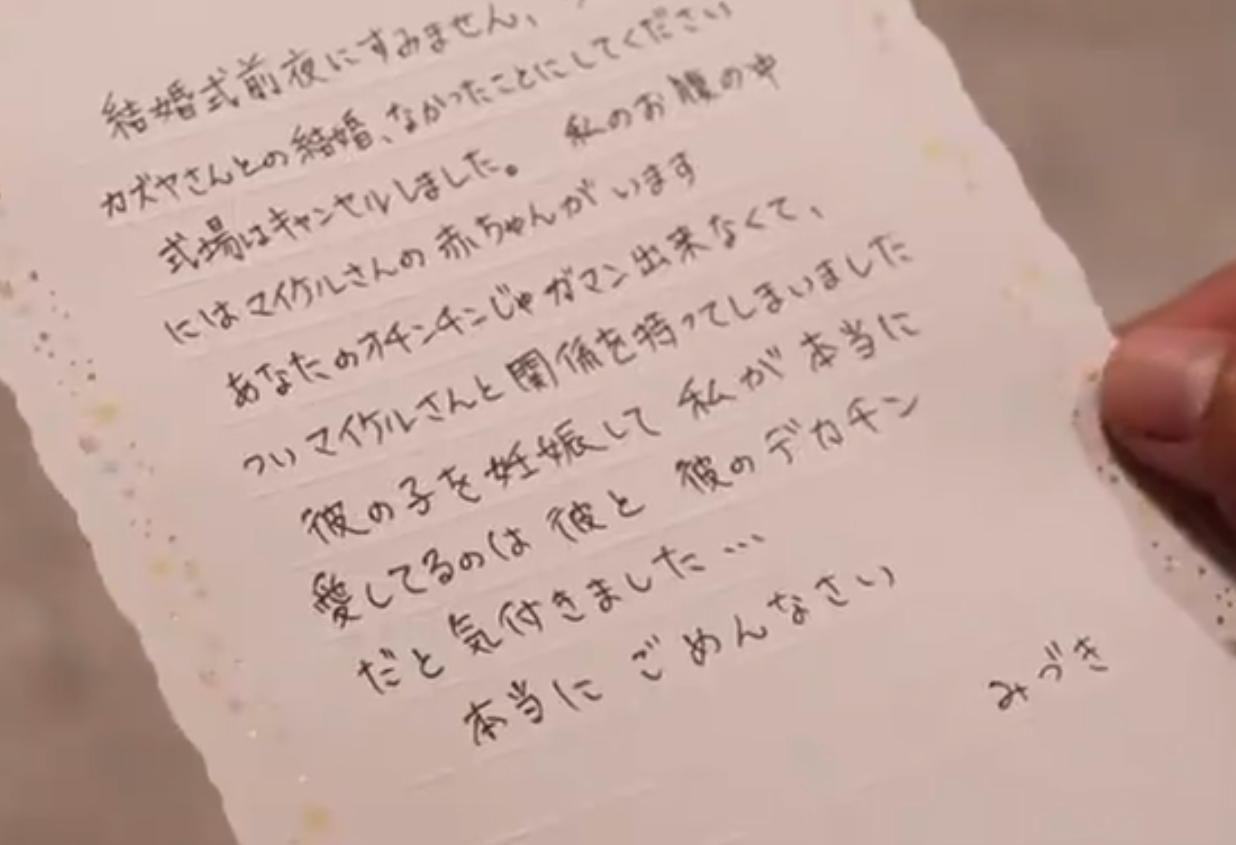 結婚式前夜にすみません、
カズヤさんとの結婚、なかったことにしてください
式場はキャンセルしました。 私のお腹の中
にはマイケルさんの赤ちゃんがいます
あなたのオチンチンじゃガマン出来なくて、
ついマイケルさんと関係を持ってしまいました
彼の子を妊娠して 私が本当に
愛してるのは彼と 彼のデカチン
だと気付きました…
本当に ごめんなさい
みづき